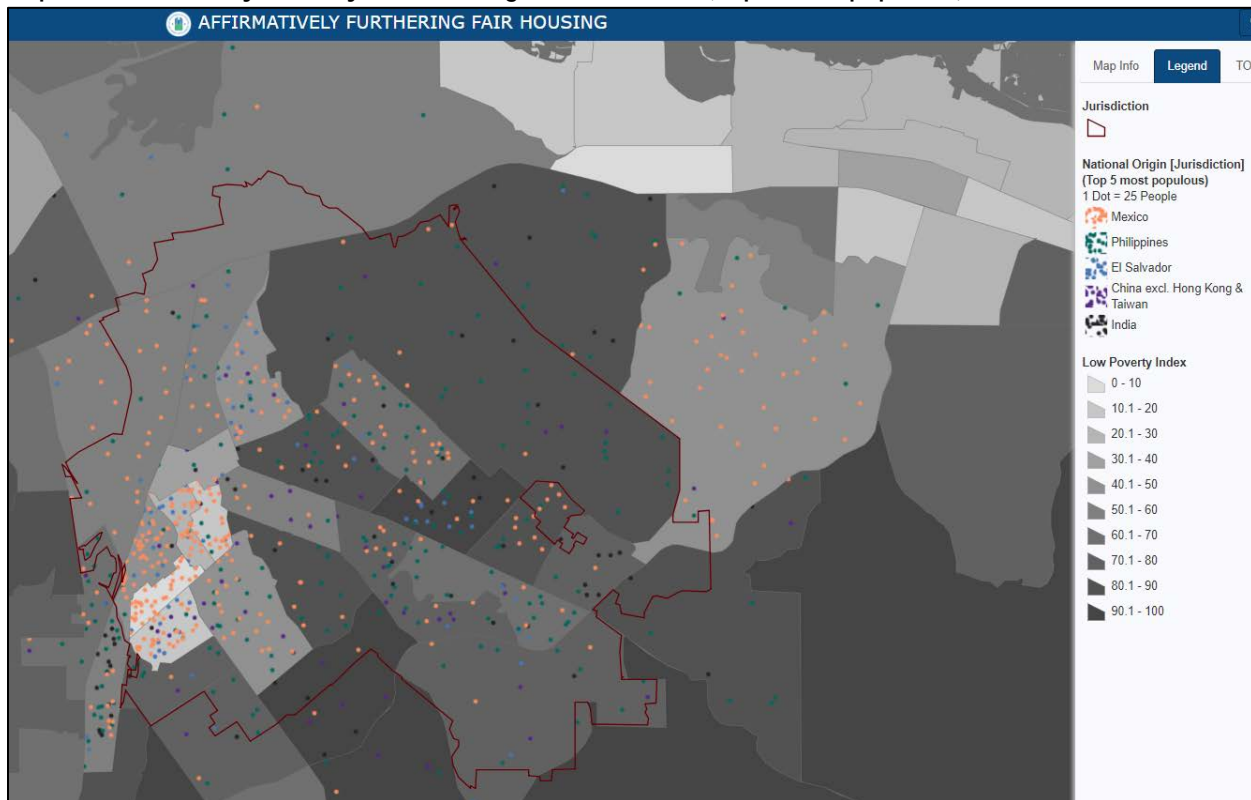 AFFIRMATIVELY FURTHERING FAIR HOUSING
Map Info Legend
Jurisdiction
National Origin [Jurisdiction]
(Top 5 most populous)
1 Dot = 25 People
Mexico
Philippines
El Salvador
China excl. Hong Kong &
Taiwan
India
Low Poverty Index
0 - 10
10.1 - 20
20.1 - 30
30.1 - 40
40.1 - 50
50.1 - 60
60.1 - 70
70.1 - 80
80.1 - 90
90.1 - 100